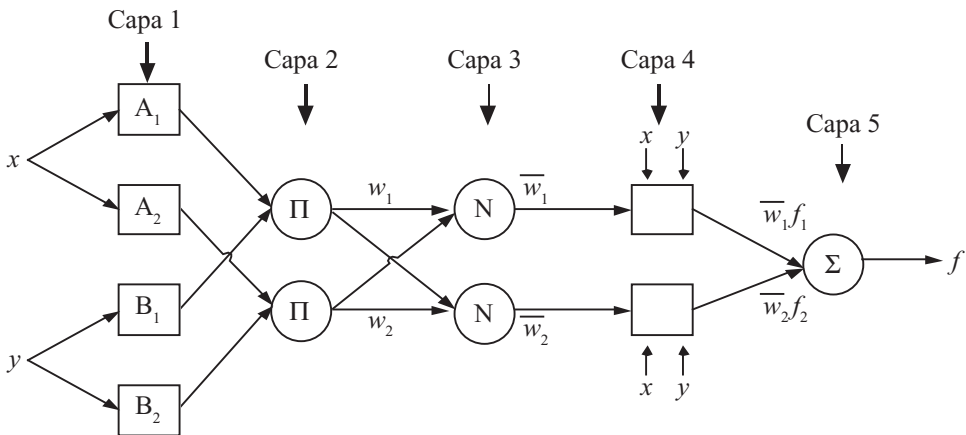 Capa 1
Capa 2
Capa 3
Capa 4
Capa 5
x
y
A₁
A₂
B₁
B₂
Π
Π
w₁
w₂
N
N
w̅₁
w̅₂
x y
x y
w̅₁f₁
w̅₂f₂
Σ
f